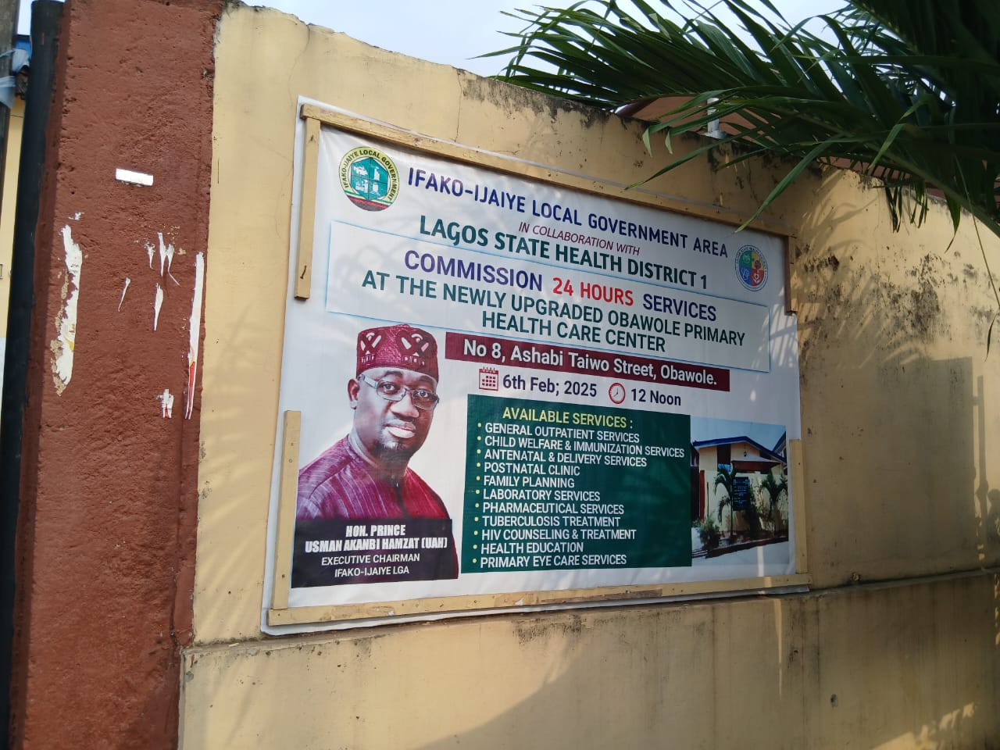 IFAKO-IJAIYE LOCAL GOVERNMENT
IFAKO-IJAIYE LOCAL GOVERNMENT AREA
IN COLLABORATION WITH
LAGOS STATE HEALTH DISTRICT 1
COMMISSION 24 HOURS SERVICES
AT THE NEWLY UPGRADED OBAWOLE PRIMARY
HEALTH CARE CENTER
No 8, Ashabi Taiwo Street, Obawole.
6th Feb; 2025 12 Noon
AVAILABLE SERVICES :
• GENERAL OUTPATIENT SERVICES
• CHILD WELFARE & IMMUNIZATION SERVICES
• ANTENATAL & DELIVERY SERVICES
• POSTNATAL CLINIC
• FAMILY PLANNING
• LABORATORY SERVICES
• PHARMACEUTICAL SERVICES
• TUBERCULOSIS TREATMENT
• HIV COUNSELING & TREATMENT
• HEALTH EDUCATION
• PRIMARY EYE CARE SERVICES
HON. PRINCE
USMAN AKANBI HAMZAT (UAH)
EXECUTIVE CHAIRMAN
IFAKO-IJAIYE LGA